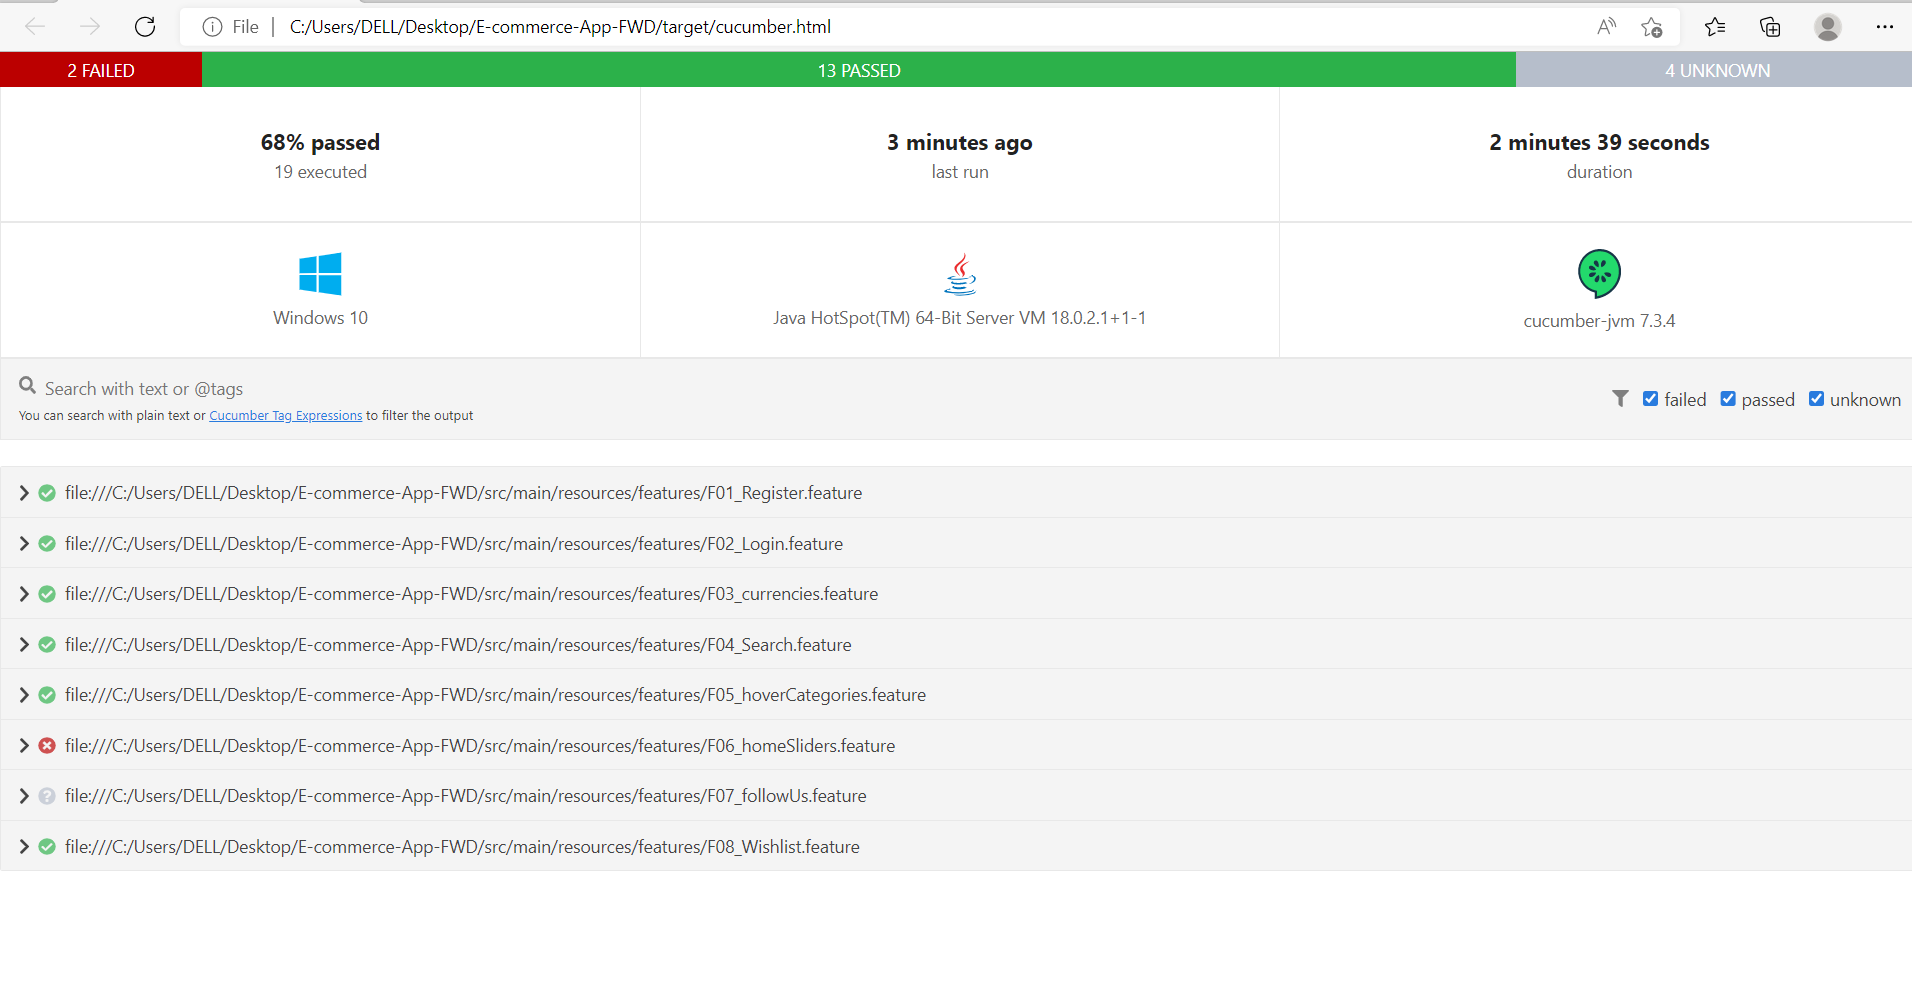 File | C:/Users/DELL/Desktop/E-commerce-App-FWD/target/cucumber.html
2 FAILED 13 PASSED 4 UNKNOWN
68% passed 3 minutes ago 2 minutes 39 seconds
19 executed last run duration
Windows 10 Java HotSpot(TM) 64-Bit Server VM 18.0.2.1+1-1 cucumber-jvm 7.3.4
Search with text or @tags
You can search with plain text or Cucumber Tag Expressions to filter the output
failed passed unknown
file:///C:/Users/DELL/Desktop/E-commerce-App-FWD/src/main/resources/features/F01_Register.feature
file:///C:/Users/DELL/Desktop/E-commerce-App-FWD/src/main/resources/features/F02_Login.feature
file:///C:/Users/DELL/Desktop/E-commerce-App-FWD/src/main/resources/features/F03_currencies.feature
file:///C:/Users/DELL/Desktop/E-commerce-App-FWD/src/main/resources/features/F04_Search.feature
file:///C:/Users/DELL/Desktop/E-commerce-App-FWD/src/main/resources/features/F05_hoverCategories.feature
file:///C:/Users/DELL/Desktop/E-commerce-App-FWD/src/main/resources/features/F06_homeSliders.feature
file:///C:/Users/DELL/Desktop/E-commerce-App-FWD/src/main/resources/features/F07_followUs.feature
file:///C:/Users/DELL/Desktop/E-commerce-App-FWD/src/main/resources/features/F08_Wishlist.feature